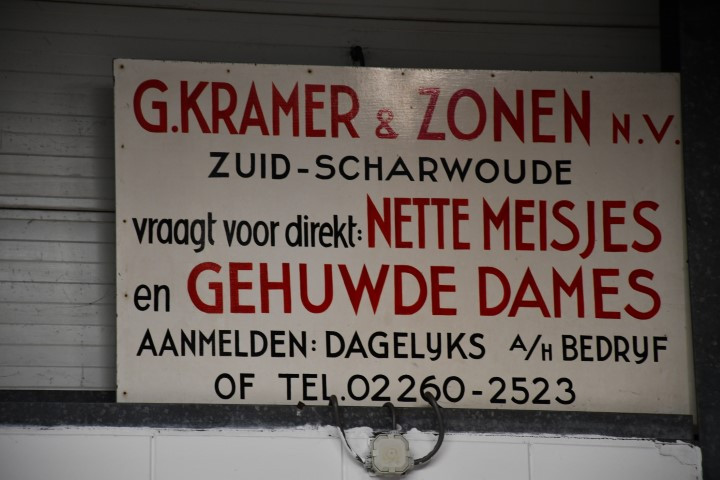 G.KRAMER & ZONEN N.V.
ZUID-SCHARWOUDE
vraagt voor direkt: NETTE MEISJES
en GEHUWDE DAMES
AANMELDEN: DAGELYKS A/H BEDRYF
OF TEL.02260-2523